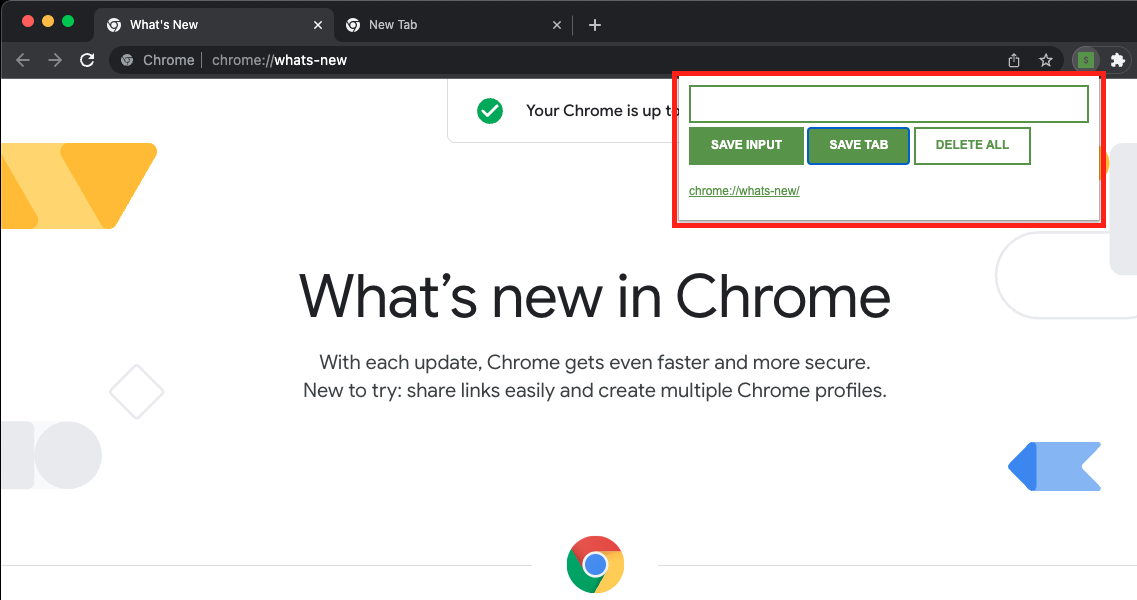 What's New
New Tab
Chrome
chrome://whats-new
$
Your Chrome is up to
SAVE INPUT
SAVE TAB
DELETE ALL
chrome://whats-new/
What’s new in Chrome
With each update, Chrome gets even faster and more secure.
New to try: share links easily and create multiple Chrome profiles.